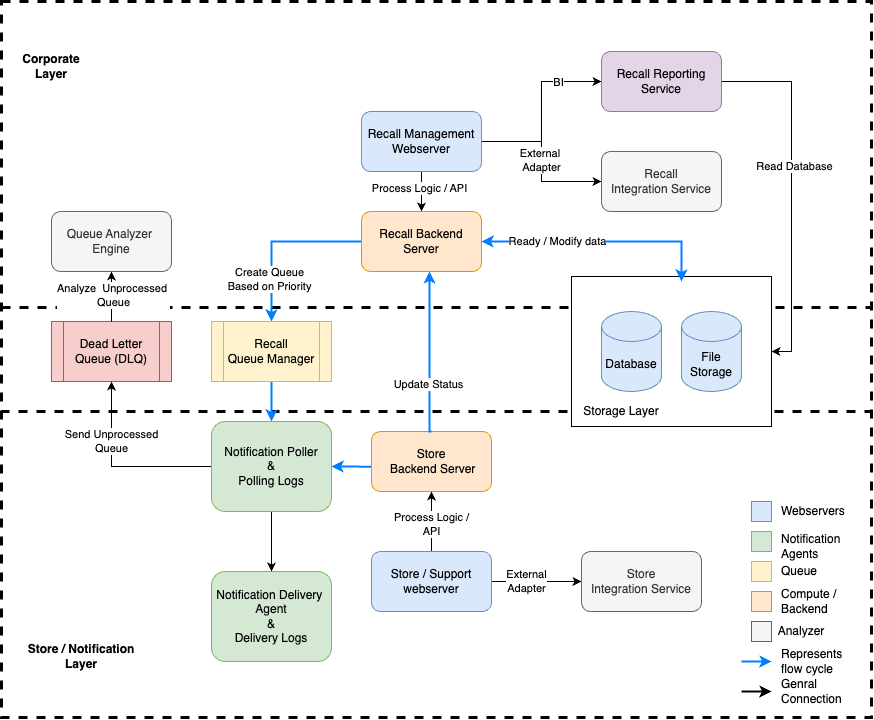 Corporate
Layer
Recall Reporting
Service
BI
Recall Management
Webserver
External
Adapter
Recall
Integration Service
Read Database
Process Logic / API
Queue Analyzer
Engine
Recall Backend
Server
Ready / Modify data
Create Queue
Based on Priority
Analyze  Unprocessed
Queue
Dead Letter
Queue (DLQ)
Recall
Queue Manager
Database
File
Storage
Storage Layer
Update Status
Send Unprocessed
Queue
Notification Poller
&
Polling Logs
Store
Backend Server
Process Logic /
API
Store / Support
webserver
External
Adapter
Store
Integration Service
Notification Delivery
Agent
&
Delivery Logs
Store / Notification
Layer
Webservers
Notification
Agents
Queue
Compute /
Backend
Analyzer
Represents
flow cycle
Genral
Connection